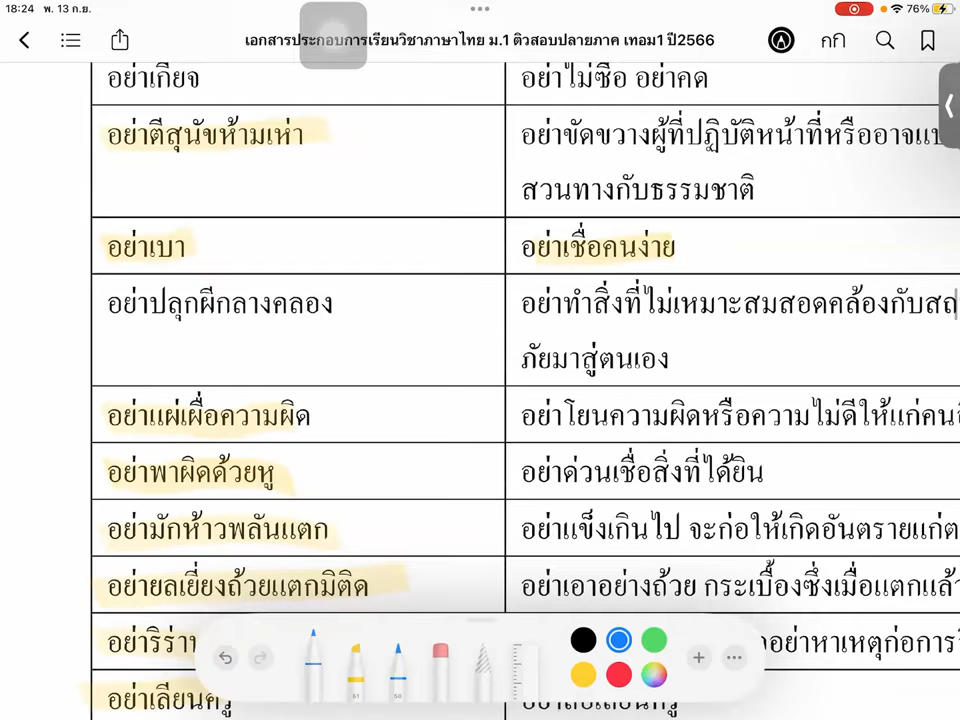 18:24 พ. 13 ก.ย.
76%
เอกสารประกอบการเรียนวิชาภาษาไทย ม.1 ติวสอบปลายภาค เทอม1 ปี2566
กก
อย่าเกียจ
อย่าไม่ซื่อ อย่าคด
อย่าตีสุนัขห้ามเห่า
อย่าขัดขวางผู้ที่ปฏิบัติหน้าที่หรืออาจ
สวนทางกับธรรมชาติ
อย่าเบา
อย่าเชื่อคนง่าย
อย่าปลุกผีกลางคลอง
อย่าทำสิ่งที่ไม่เหมาะสมสอดคล้องกับ
ภัยมาสู่ตนเอง
อย่าแผ่เผื่อความผิด
อย่าโยนความผิดหรือความไม่ดีให้แก่คน
อย่าพาผิดด้วยหู
อย่าด่วนเชื่อสิ่งที่ได้ยิน
อย่ามักห้าวพลันแตก
อย่าแข็งเกินไป จะก่อให้เกิดอันตรายแก่
อย่ายลเยี่ยงถ้วยแตกมิติด
อย่าเอาอย่างถ้วย กระเบื้องซึ่งเมื่อแตก
อย่าริร่า
อย่าหาเหตุก่อการ
อย่าเลียนครู
51
50